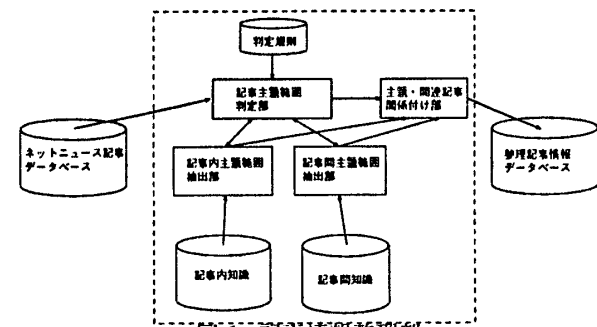 判定規則
記事主題範囲
判定部
主題・関連記事
関係付け部
ネットニュース記事
データベース
記事内主題範囲
抽出部
記事間主題範囲
抽出部
整理記事情報
データベース
記事内知識
記事間知識